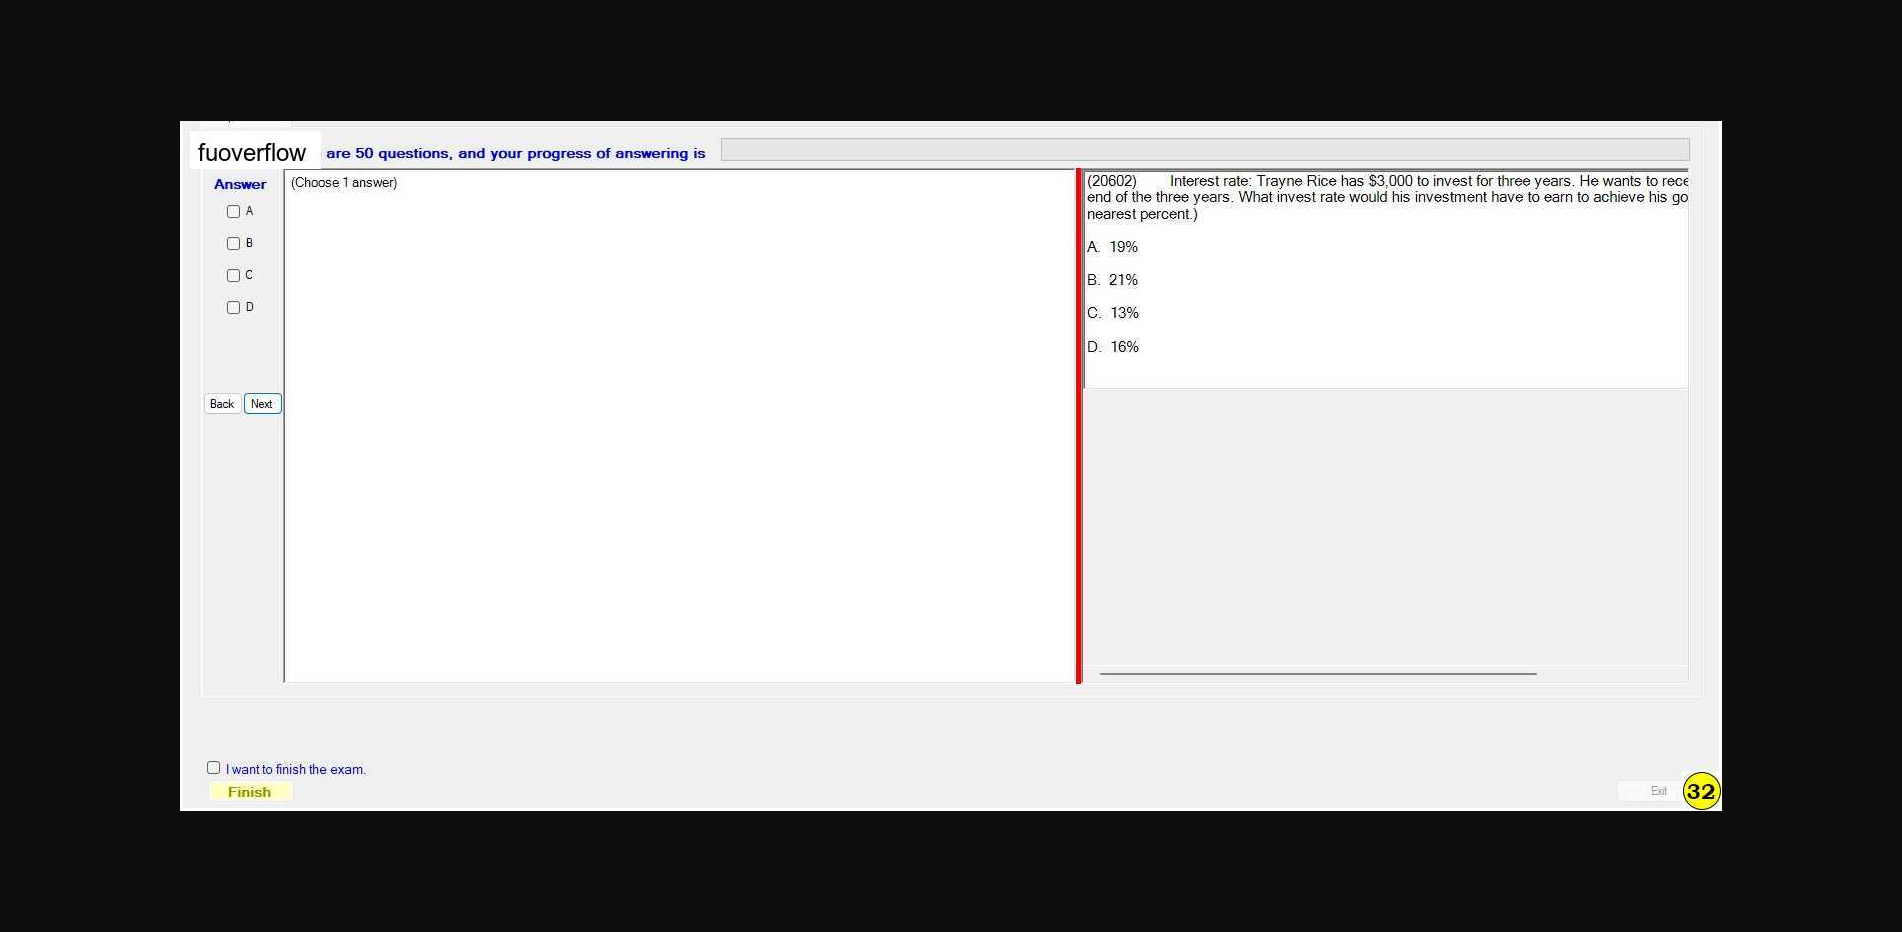 fuoverflow are 50 questions, and your progress of answering is
Answer
(Choose 1 answer)
A
B
C
D
Back Next
(20602) Interest rate: Trayne Rice has $3,000 to invest for three years. He wants to rece
end of the three years. What invest rate would his investment have to earn to achieve his go
nearest percent.)
A. 19%
B. 21%
C. 13%
D. 16%
I want to finish the exam.
Finish
Exit
32